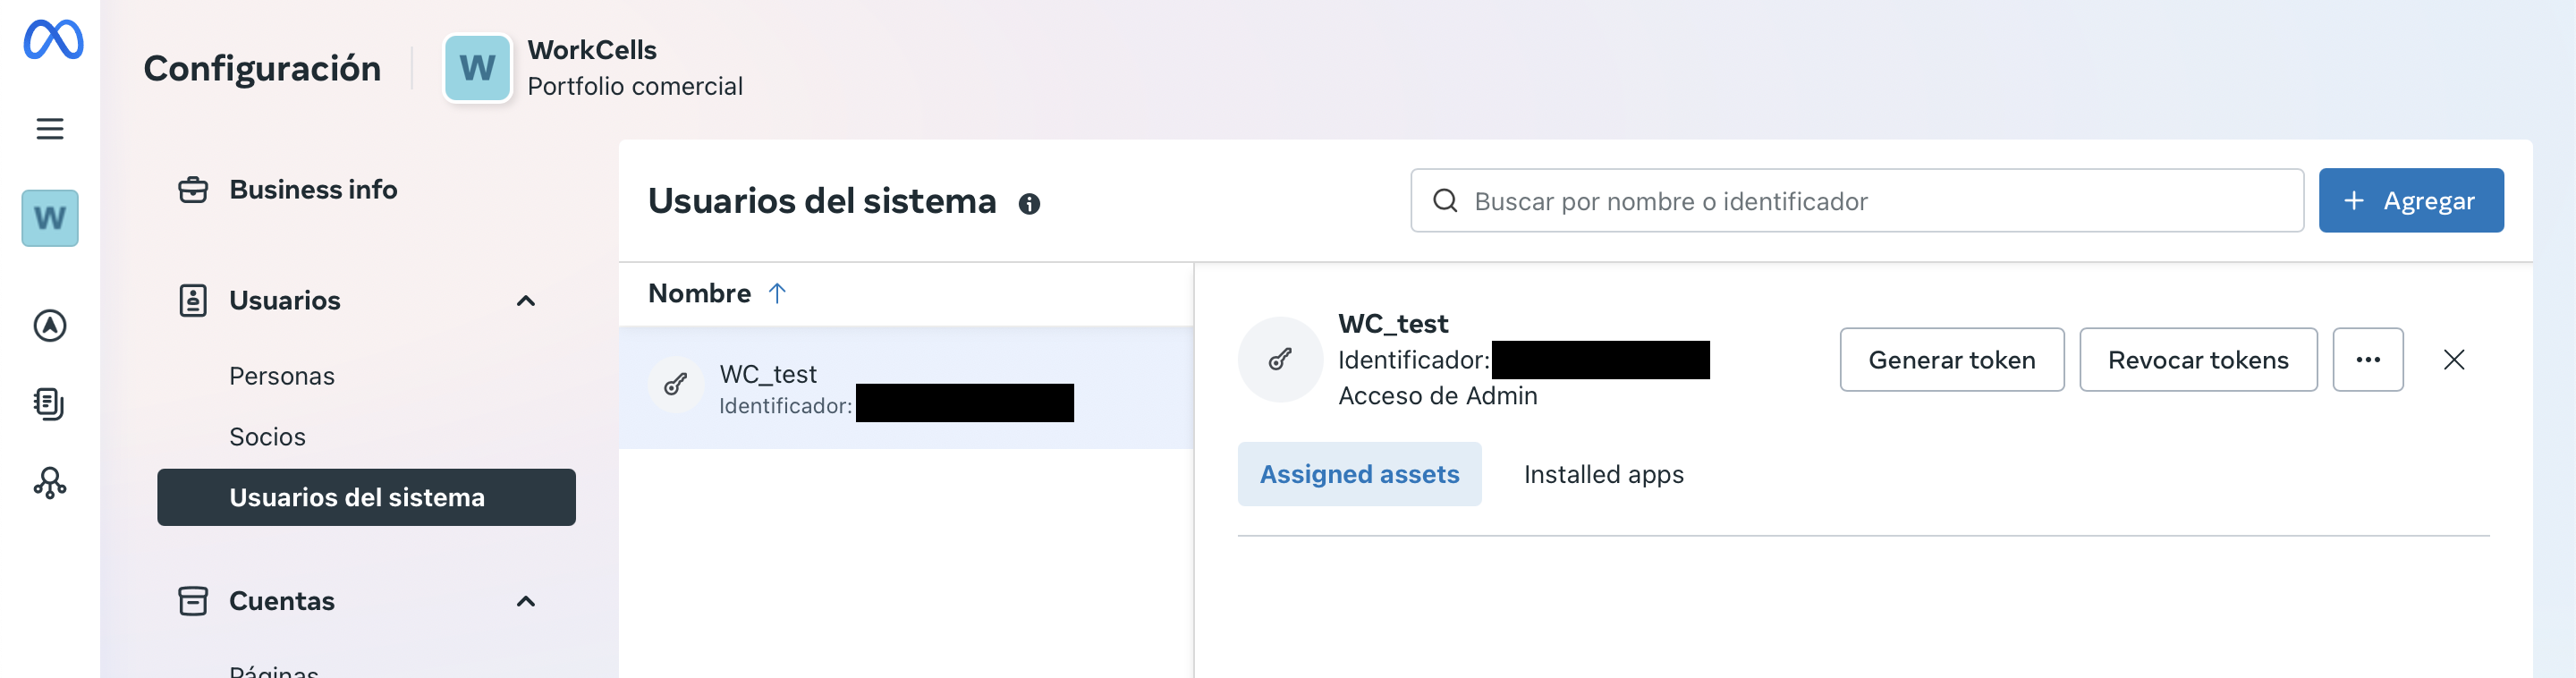 Configuración
W
WorkCells
Portfolio comercial
W
Business info
Usuarios
Personas
Socios
Usuarios del sistema
Cuentas
Páginas
Usuarios del sistema
Buscar por nombre o identificador
+ Agregar
Nombre ↑
WC_test
Identificador:
WC_test
Identificador:
Acceso de Admin
Generar token
Revocar tokens
Assigned assets
Installed apps